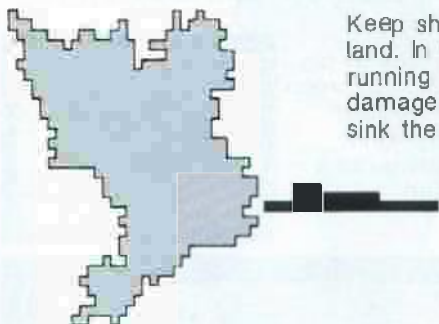 Keep sh
land. In
running
damage
sink the